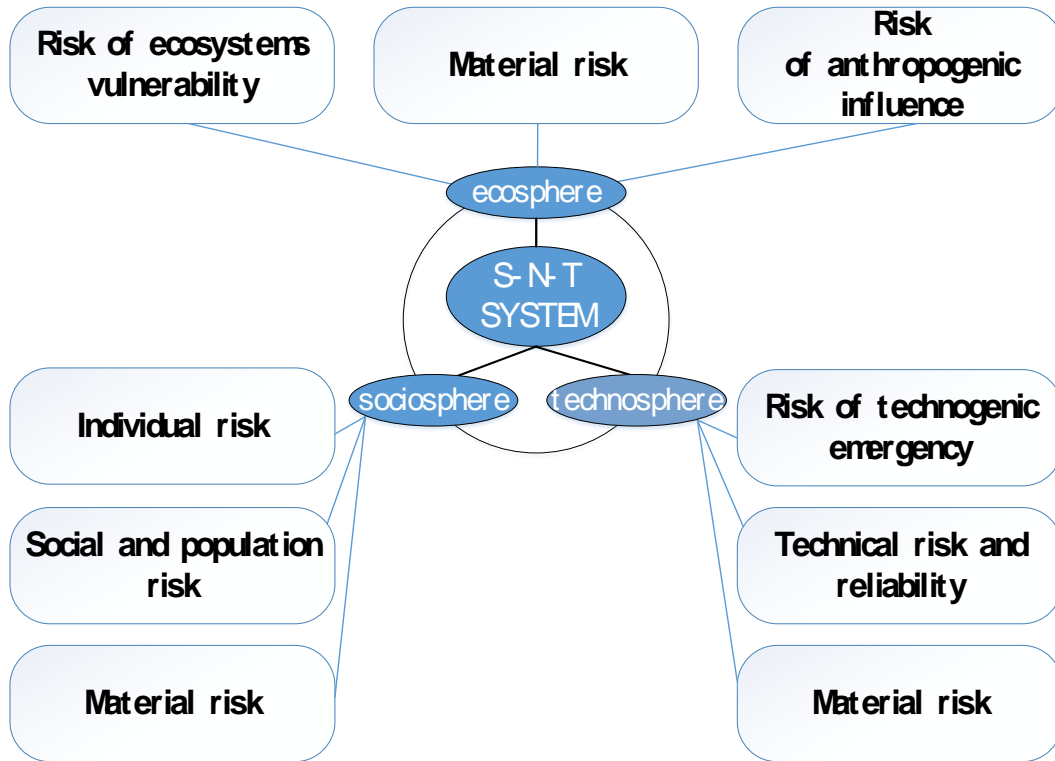 Risk of ecosystems
vulnerability
Material risk
Risk
of anthropogenic
influence
ecosphere
S-N-T
SYSTEM
sociosphere
technosphere
Individual risk
Social and population
risk
Material risk
Risk of technogenic
emergency
Technical risk and
reliability
Material risk